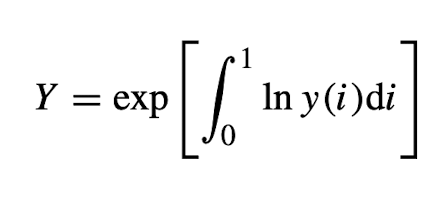 Y = exp[∫₀¹ ln y(i)di]